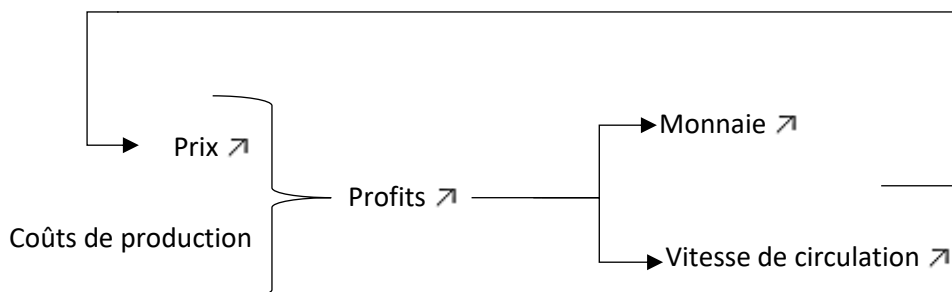 Monnaie ↗
Prix ↗
Profits ↗
Coûts de production
Vitesse de circulation ↗